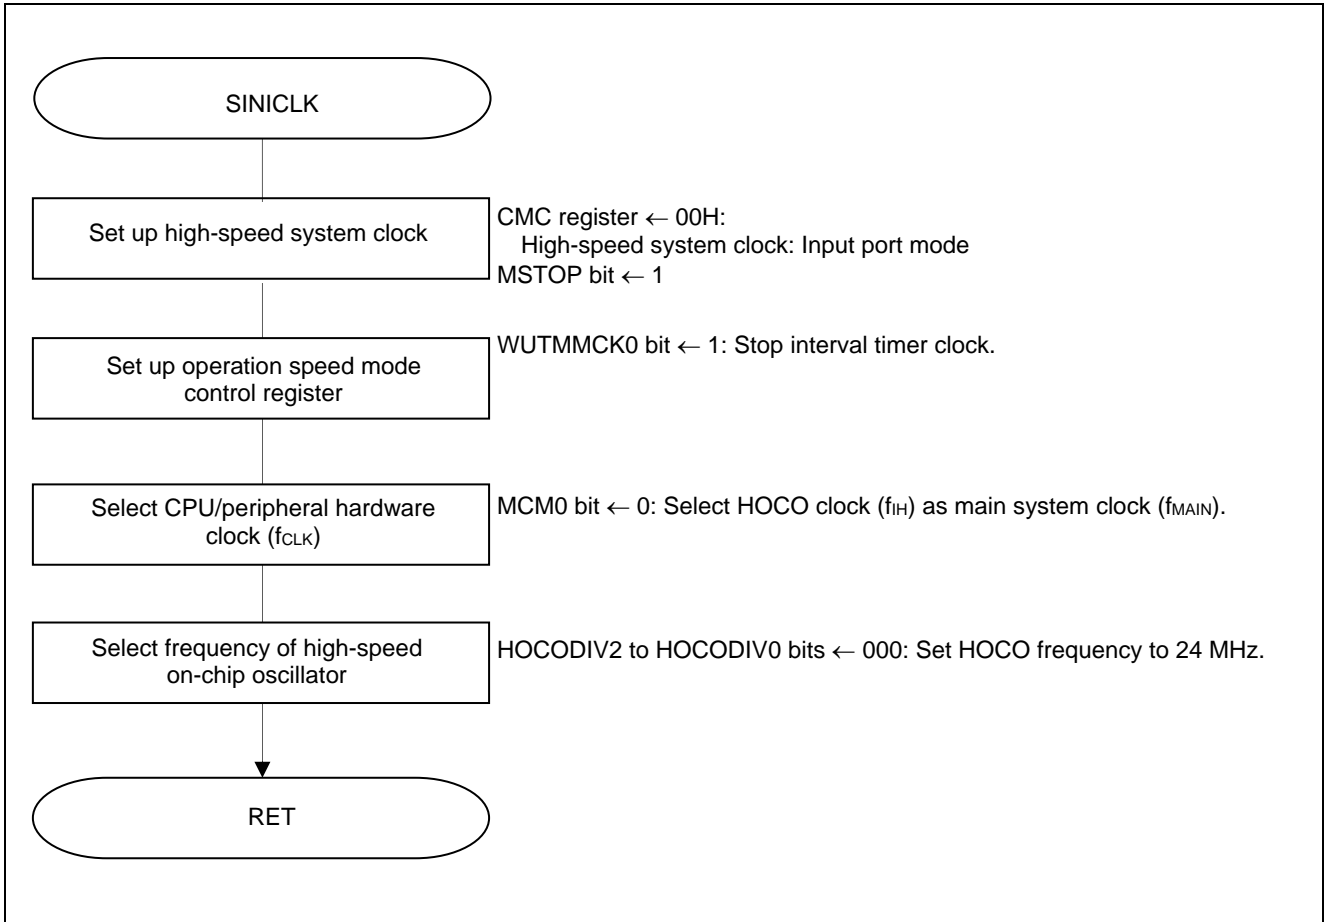 SINICLK
Set up high-speed system clock
CMC register ← 00H:
High-speed system clock: Input port mode
MSTOP bit ← 1
Set up operation speed mode
control register
WUTMMCK0 bit ← 1: Stop interval timer clock.
Select CPU/peripheral hardware
clock (fCLK)
MCM0 bit ← 0: Select HOCO clock (fIH) as main system clock (fMAIN).
Select frequency of high-speed
on-chip oscillator
HOCODIV2 to HOCODIV0 bits ← 000: Set HOCO frequency to 24 MHz.
RET